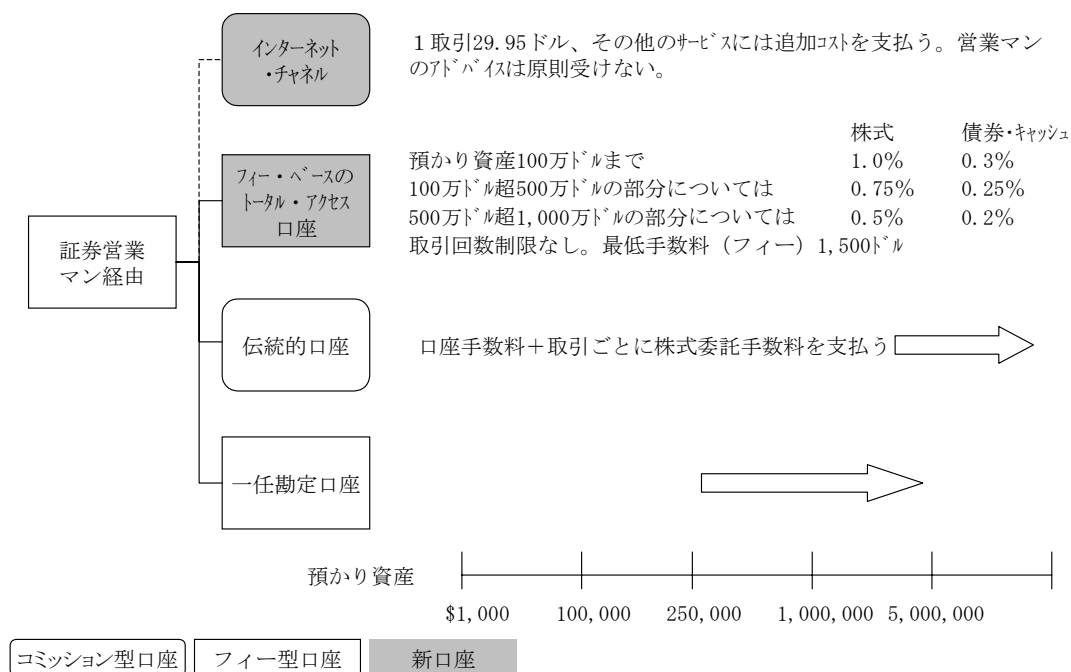 インターネット
・チャネル
1取引29.95ドル、その他のｻｰﾋﾞｽには追加ｺｽﾄを支払う。営業マン
のｱﾄﾞﾊﾞｲｽは原則受けない。
株式 債券・ｷｬｯｼｭ
フィー・ベースの
トータル・アクセス
口座
預かり資産100万ﾄﾞﾙまで 1.0% 0.3%
100万ﾄﾞﾙ超500万ﾄﾞﾙの部分については 0.75% 0.25%
500万ﾄﾞﾙ超1,000万ﾄﾞﾙの部分については 0.5% 0.2%
取引回数制限なし。最低手数料（フィー）1,500ﾄﾞﾙ
証券営業
マン経由
伝統的口座
口座手数料＋取引ごとに株式委託手数料を支払う
一任勘定口座
預かり資産
$1,000 100,000 250,000 1,000,000 5,000,000
コミッション型口座 フィー型口座 新口座